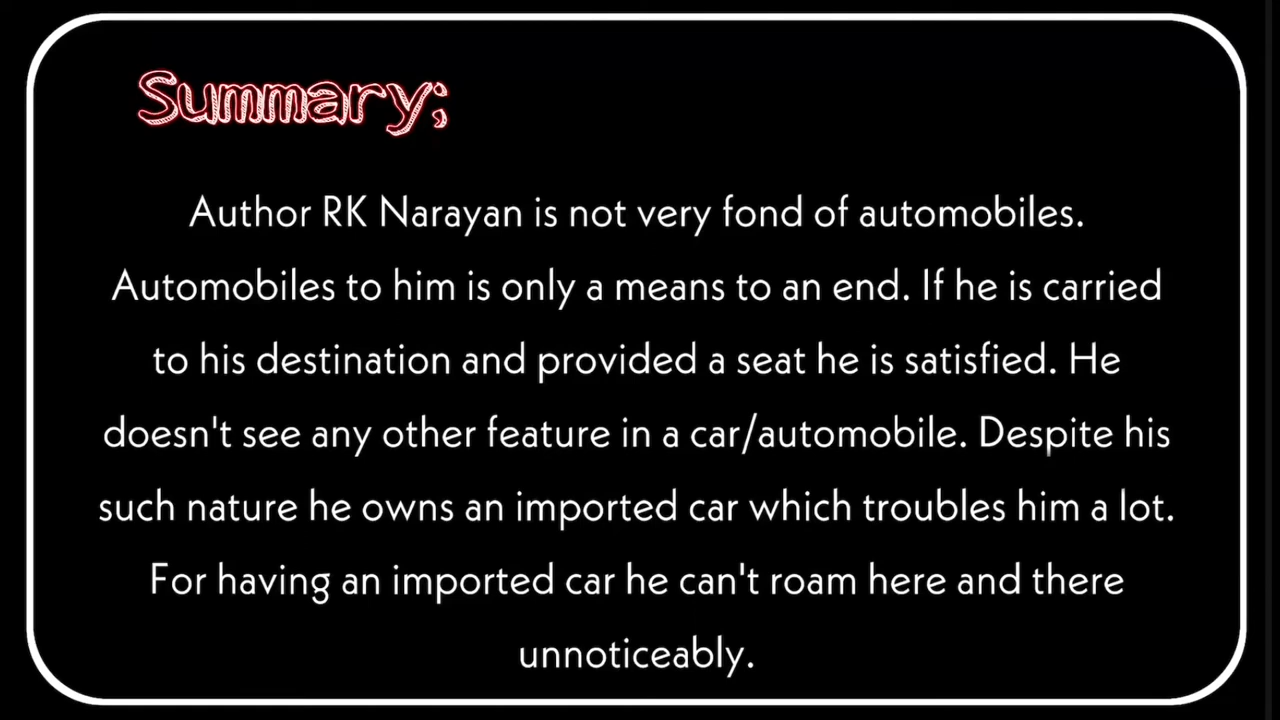 Summary;
Author RK Narayan is not very fond of automobiles.
Automobiles to him is only a means to an end. If he is carried
to his destination and provided a seat he is satisfied. He
doesn't see any other feature in a car/automobile. Despite his
such nature he owns an imported car which troubles him a lot.
For having an imported car he can't roam here and there
unnoticeably.